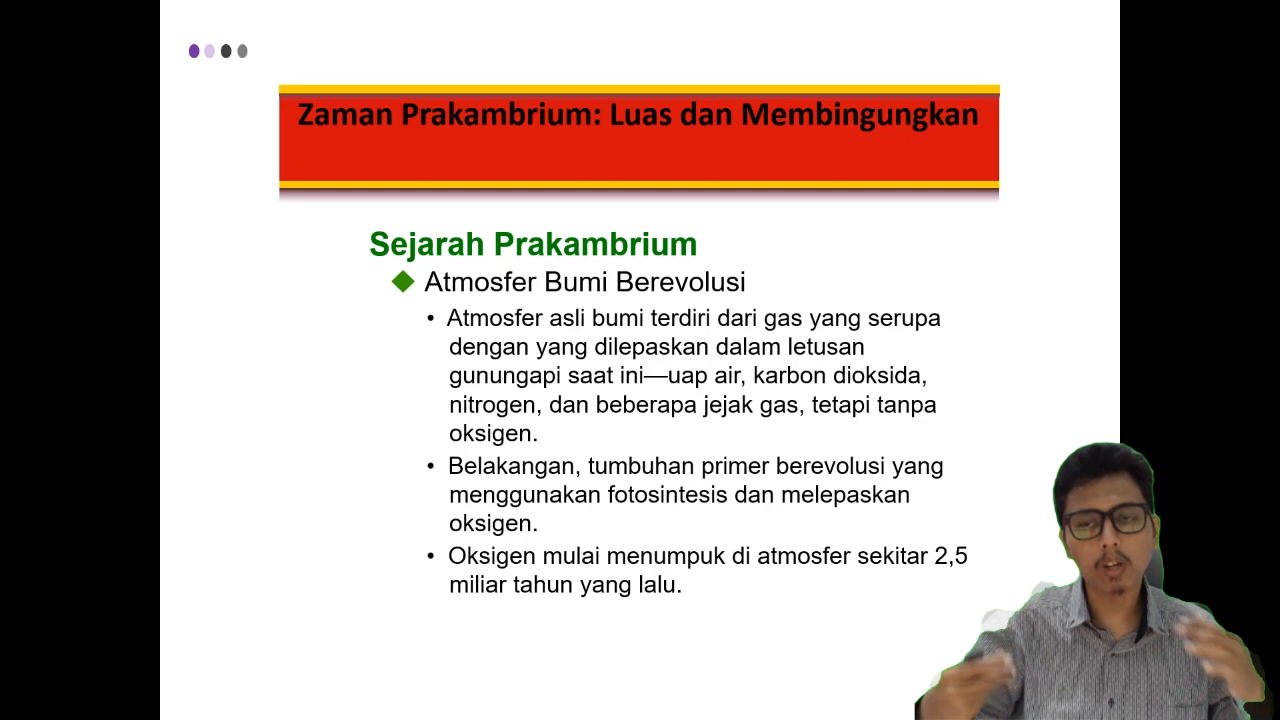 Zaman Prakambrium: Luas dan Membingungkan
Sejarah Prakambrium
Atmosfer Bumi Berevolusi
• Atmosfer asli bumi terdiri dari gas yang serupa
dengan yang dilepaskan dalam letusan
gunungapi saat ini—uap air, karbon dioksida,
nitrogen, dan beberapa jejak gas, tetapi tanpa
oksigen.
• Belakangan, tumbuhan primer berevolusi yang
menggunakan fotosintesis dan melepaskan
oksigen.
• Oksigen mulai menumpuk di atmosfer sekitar 2,5
miliar tahun yang lalu.